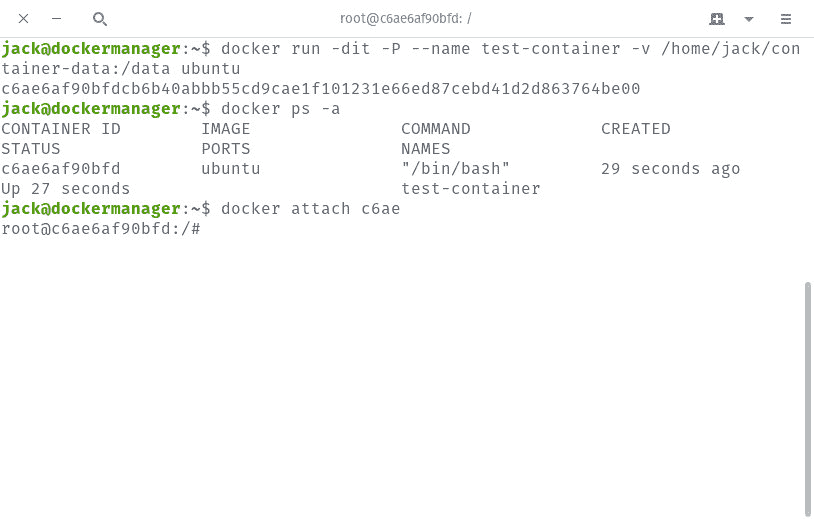 root@c6ae6af90bfd: /
jack@dockermanager:~$ docker run -dit -P --name test-container -v /home/jack/con
tainer-data:/data ubuntu
c6ae6af90bfdcb6b40abbb55cd9cae1f101231e66ed87cebd41d2d863764be00
jack@dockermanager:~$ docker ps -a
CONTAINER ID        IMAGE               COMMAND             CREATED
STATUS              PORTS               NAMES
c6ae6af90bfd        ubuntu              "/bin/bash"         29 seconds ago
Up 27 seconds                           test-container
jack@dockermanager:~$ docker attach c6ae
root@c6ae6af90bfd:/#